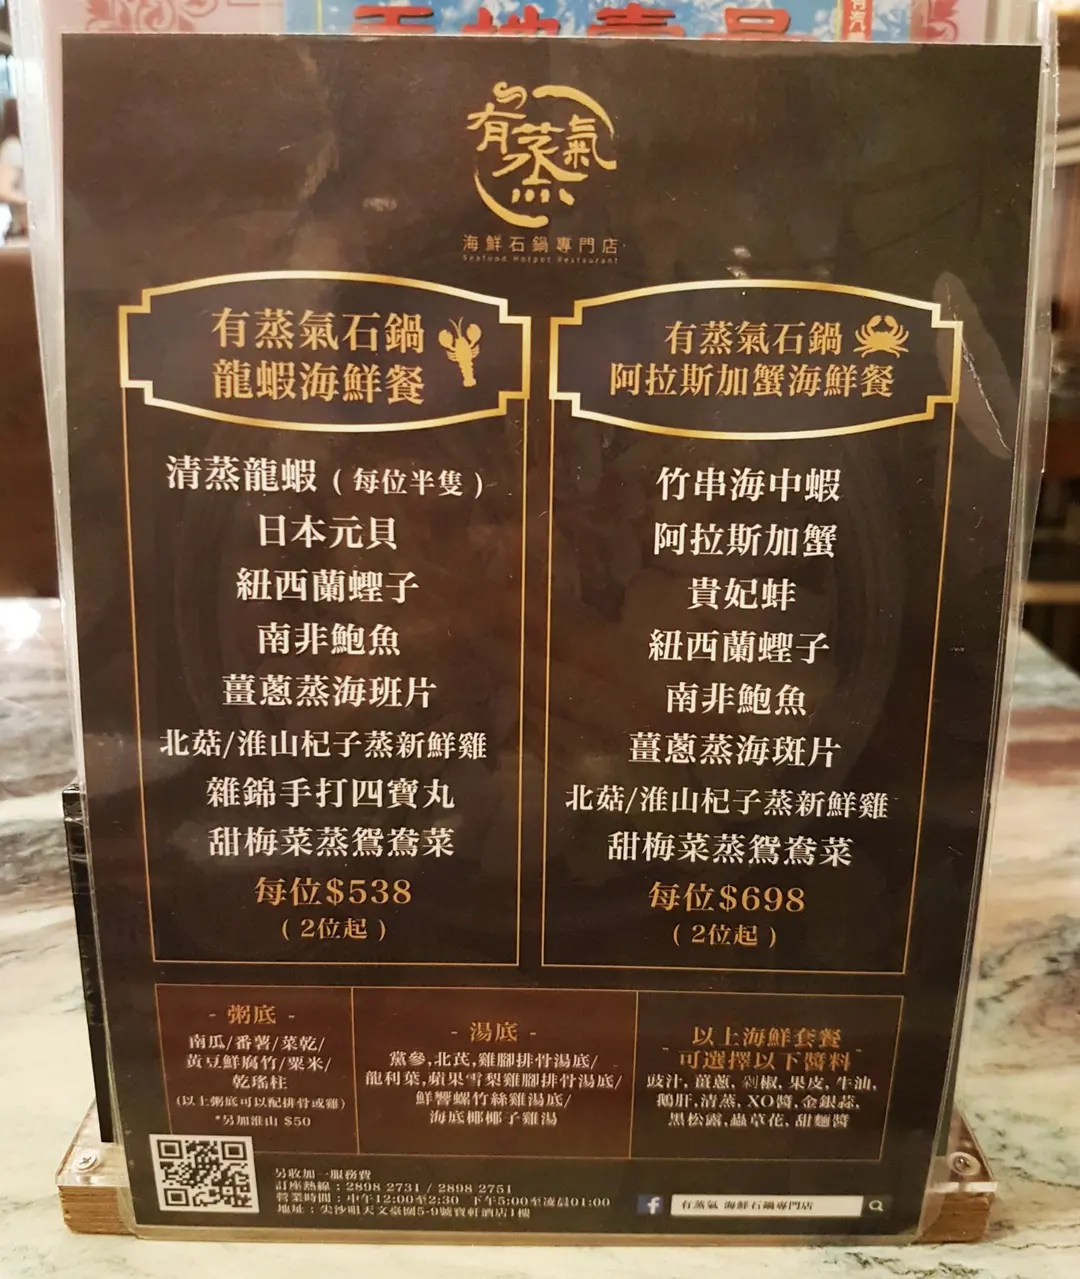 有蒸氣
海鮮石鍋專門店
Seafood Hotpot Restaurant
有蒸氣石鍋
龍蝦海鮮餐
清蒸龍蝦 ( 每位半隻 )
日本元貝
紐西蘭蟶子
南非鮑魚
薑蔥蒸海班片
北菇/淮山杞子蒸新鮮雞
雜錦手打四寶丸
甜梅菜蒸鴛鴦菜
每位$538
( 2位起 )
有蒸氣石鍋
阿拉斯加蟹海鮮餐
竹串海中蝦
阿拉斯加蟹
貴妃蚌
紐西蘭蟶子
南非鮑魚
薑蔥蒸海斑片
北菇/淮山杞子蒸新鮮雞
甜梅菜蒸鴛鴦菜
每位$698
( 2位起 )
- 粥底 -
南瓜/番薯/菜乾/
黃豆鮮腐竹/粟米/
乾瑤柱
(以上粥底可以配排骨或雞)
*另加淮山 $50
- 湯底 -
黨參,北芪,雞腳排骨湯底/
龍利葉,蘋果雪梨雞腳排骨湯底/
鮮響螺竹絲雞湯底/
海底椰椰子雞湯
以上海鮮套餐
- 可選擇以下醬料 -
豉汁, 薑蔥, 剁椒, 果皮, 牛油,
鵝肝,清蒸, XO醬,金銀蒜,
黑松露,蟲草花, 甜麵醬
另收加一服務費
訂座熱線 : 2898 2731 / 2898 2751
營業時間 : 中午12:00至2:30 下午5:00至凌晨01:00
地址 : 尖沙咀天文臺圍5-9號寶軒酒店1樓
f 有蒸氣 海鮮石鍋專門店